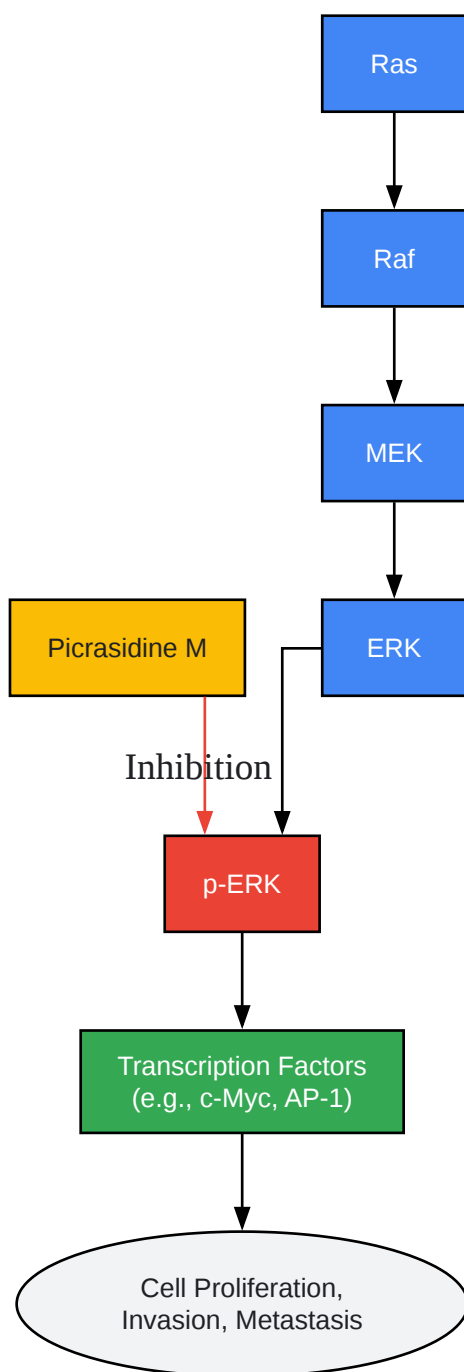 Ras
Raf
MEK
Picrasidine M
ERK
Inhibition
p-ERK
Transcription Factors
(e.g., c-Myc, AP-1)
Cell Proliferation,
Invasion, Metastasis